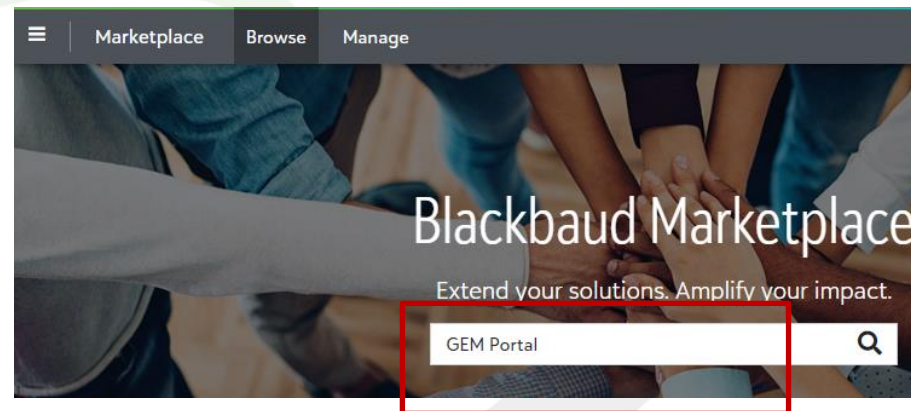 Marketplace Browse Manage
Blackbaud Marketplace
Extend your solutions. Amplify your impact.
GEM Portal